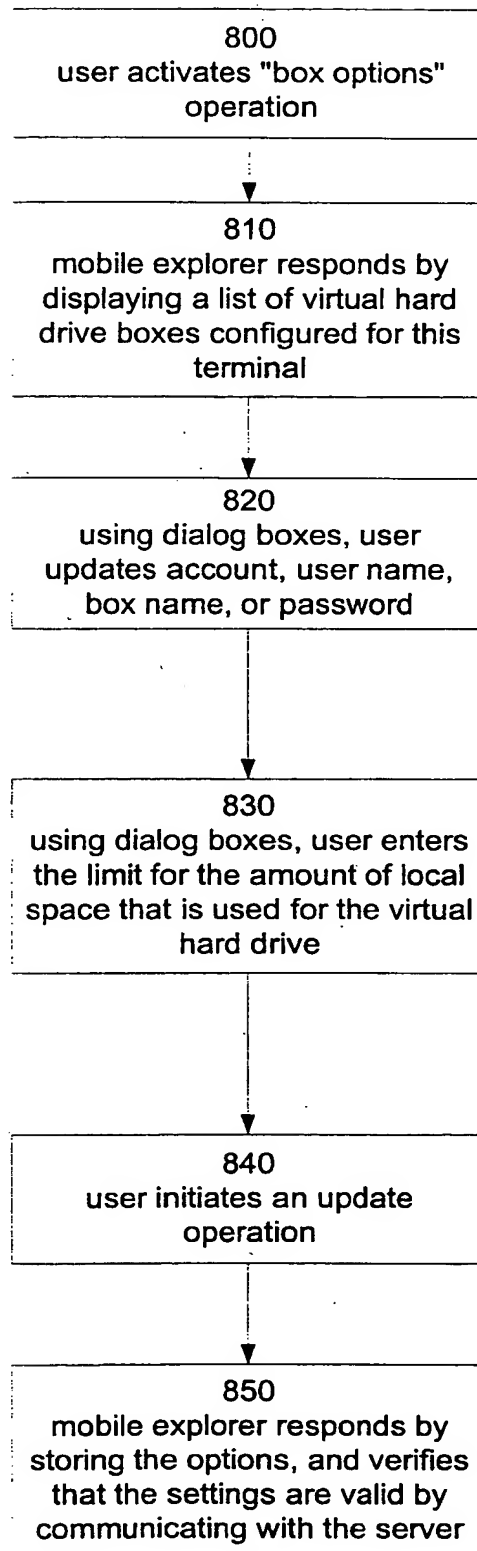 800
user activates "box options"
operation
810
mobile explorer responds by
displaying a list of virtual hard
drive boxes configured for this
terminal
820
using dialog boxes, user
updates account, user name,
box name, or password
830
using dialog boxes, user enters
the limit for the amount of local
space that is used for the virtual
hard drive
840
user initiates an update
operation
850
mobile explorer responds by
storing the options, and verifies
that the settings are valid by
communicating with the server